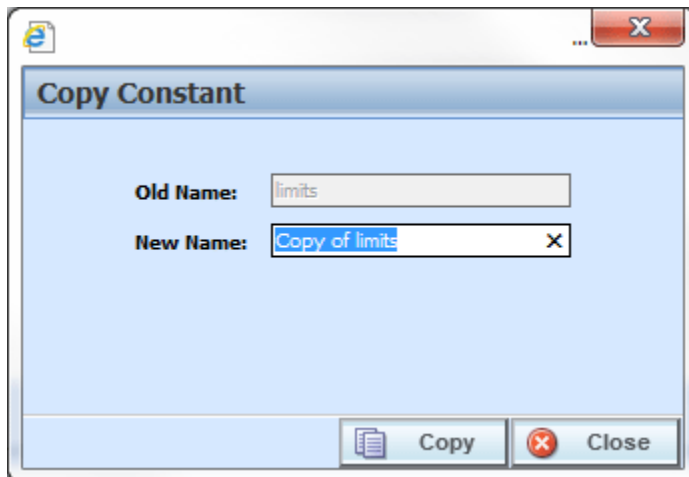 ...
Copy Constant
Old Name: limits
New Name: Copy of limits
Copy Close